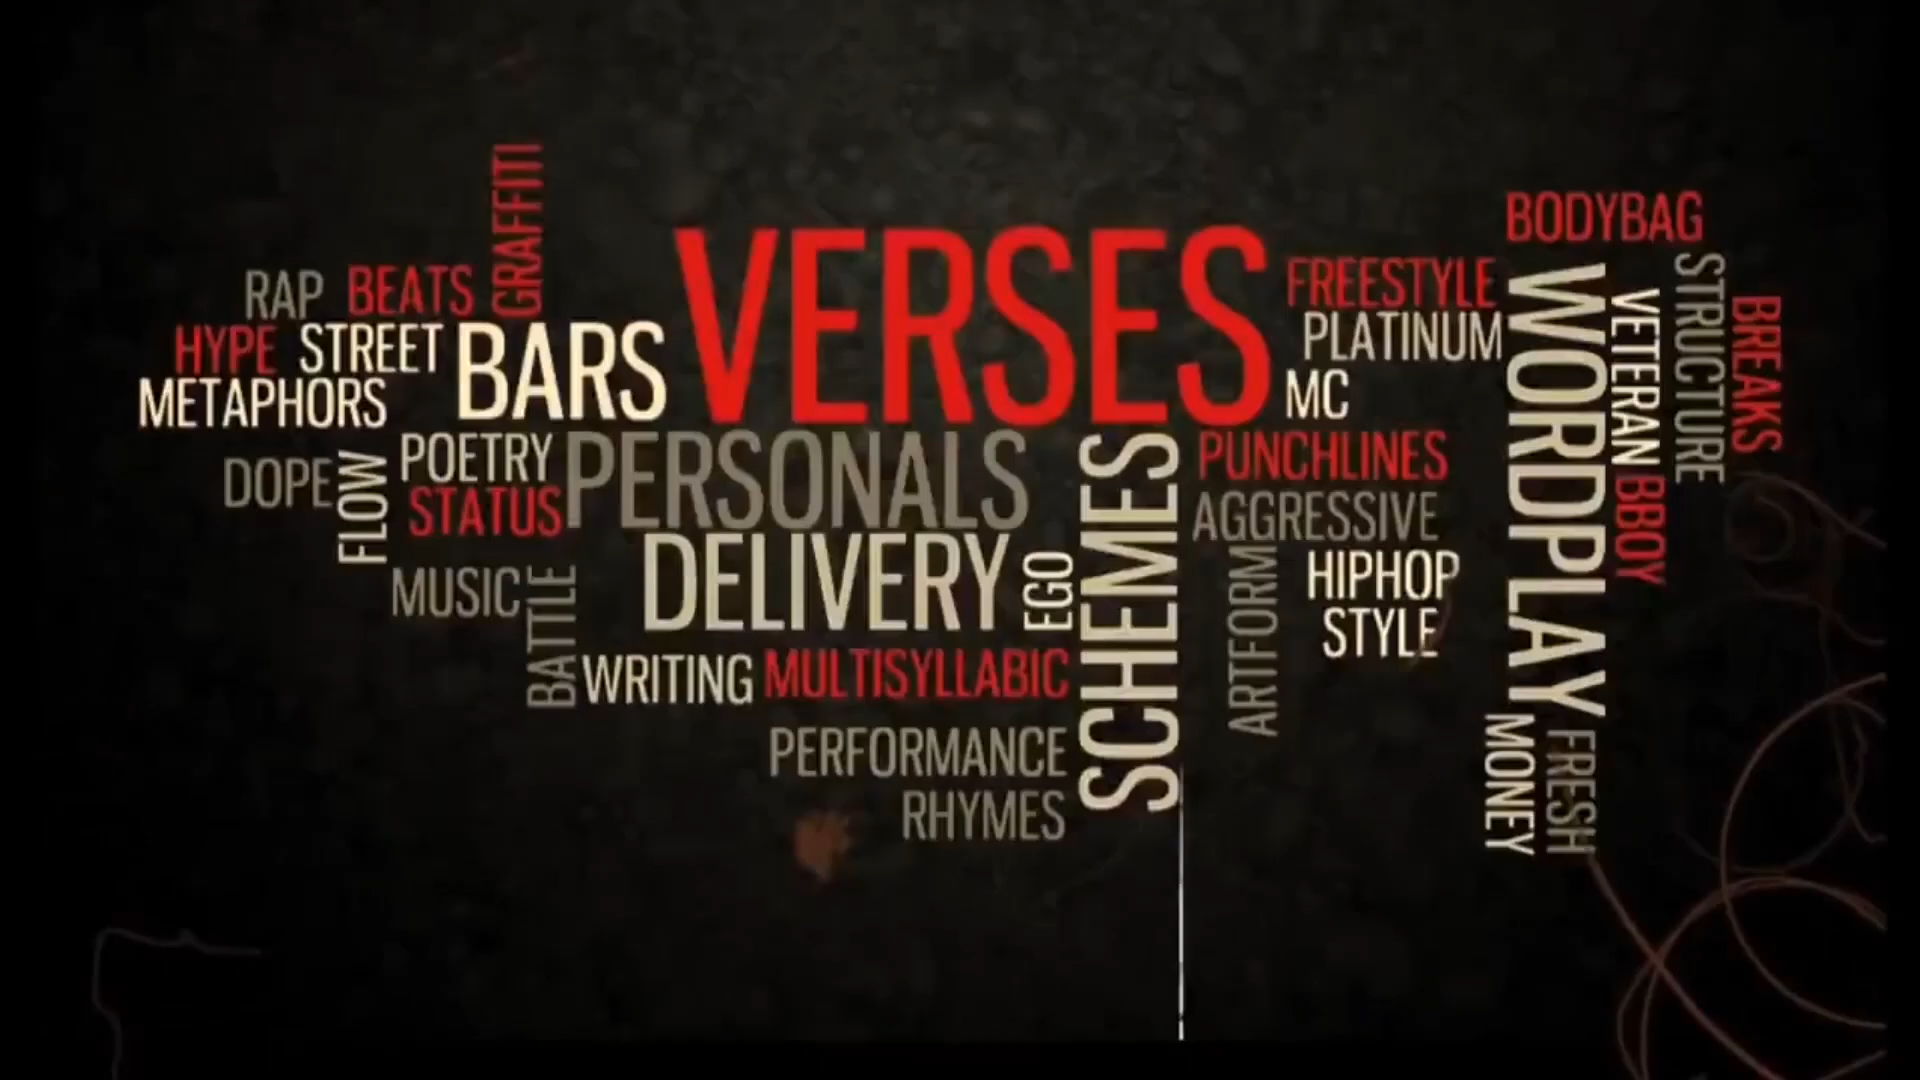 GRAFFITI
BODYBAG
VERSES
RAP BEATS
FREESTYLE
HYPE STREET
BARS
PLATINUM
METAPHORS
MC
WORDPLAY
VETERAN
STRUCTURE
BREAKS
POETRY
PERSONALS
SCHEMES
PUNCHLINES
DOPE
FLOW
STATUS
AGGRESSIVE
BBOY
DELIVERY
EGO
MUSIC
BATTLE
ARTFORM
HIPHOP
STYLE
WRITING MULTISYLLABIC
PERFORMANCE
RHYMES
MONEY
FRESH